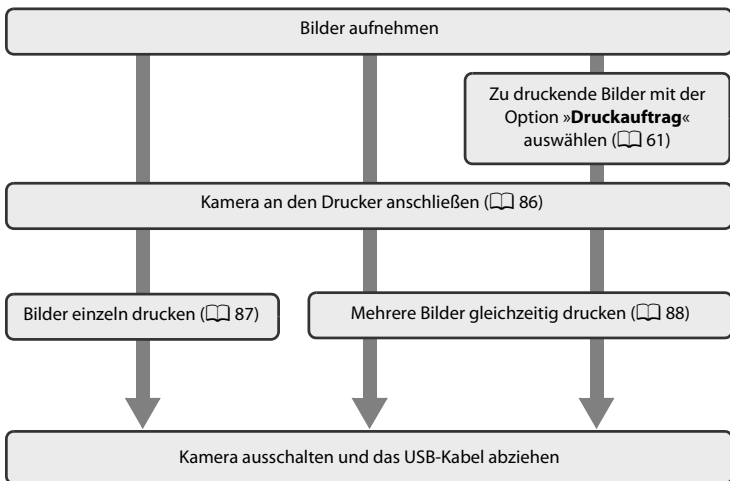 Bilder aufnehmen
Zu druckende Bilder mit der
Option »Druckauftrag«
auswählen (📖 61)
Kamera an den Drucker anschließen (📖 86)
Bilder einzeln drucken (📖 87)
Mehrere Bilder gleichzeitig drucken (📖 88)
Kamera ausschalten und das USB-Kabel abziehen